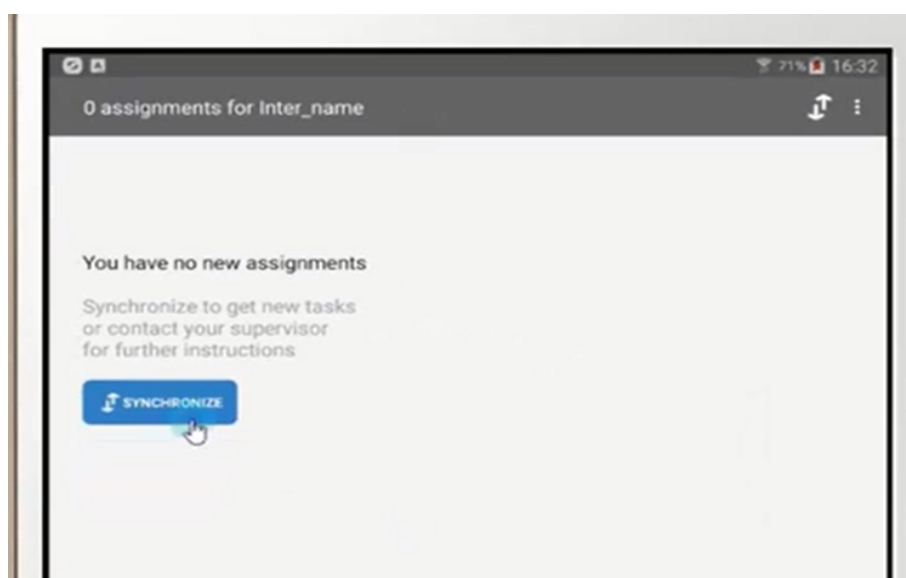 71% 16:32
0 assignments for Inter_name
You have no new assignments
Synchronize to get new tasks
or contact your supervisor
for further instructions
SYNCHRONIZE